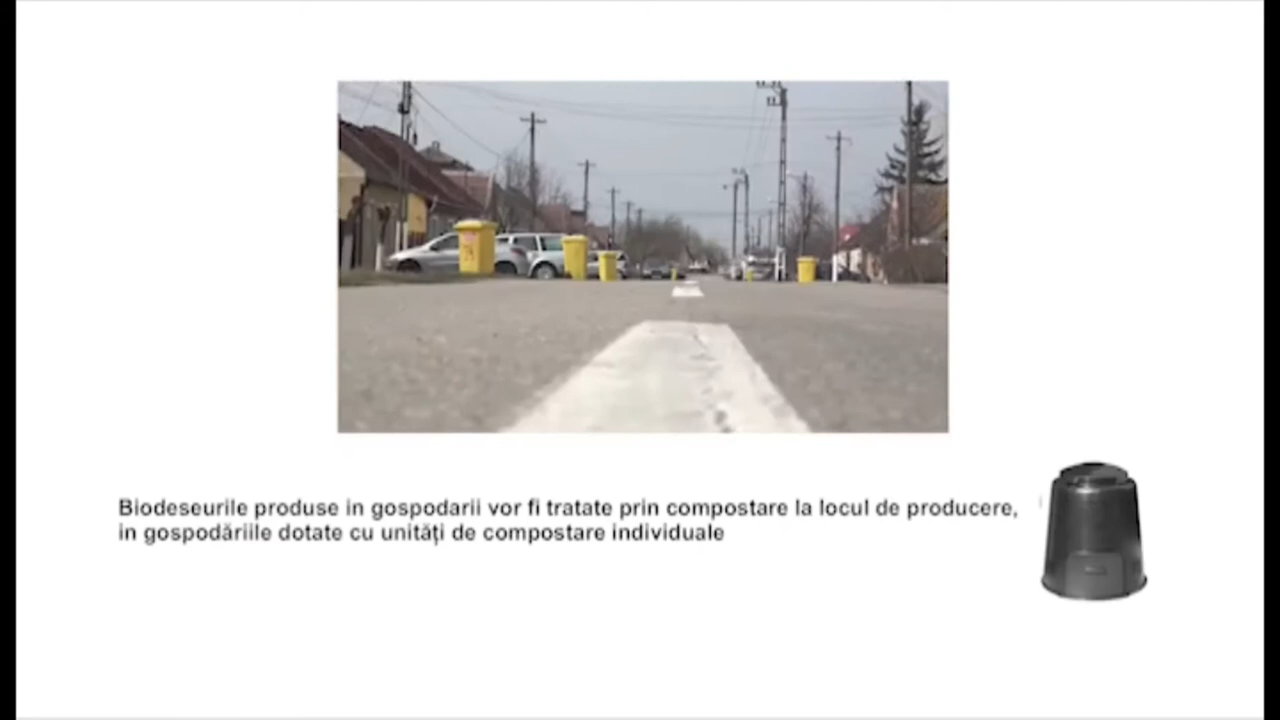 Biodeseurile produse in gospodarii vor fi tratate prin compostare la locul de producere,
in gospodăriile dotate cu unități de compostare individuale